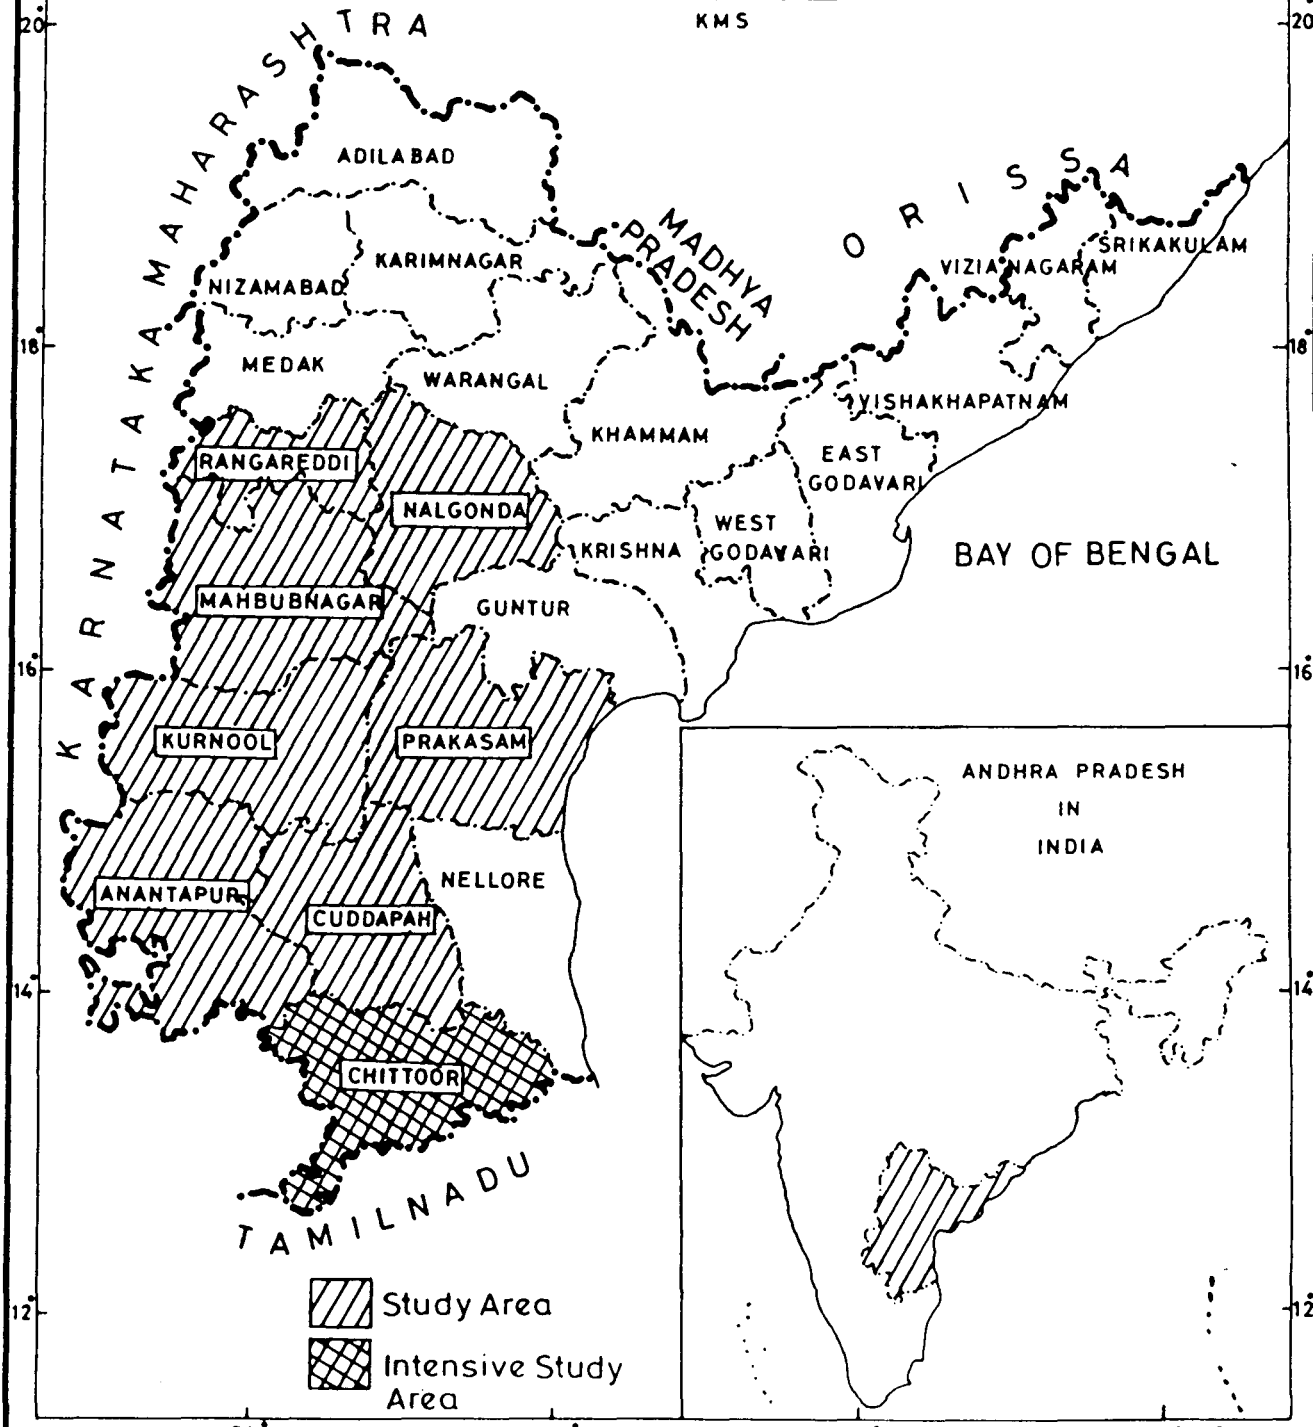 KMS
20
20
MAHARASHTRA
ADILABAD
ORISSA
MADHYA
PRADESH
SRIKAKULAM
VIZIANAGARAM
KARIMNAGAR
NIZAMABAD
18
18
MEDAK
WARANGAL
VISHAKHAPATNAM
KARNATAKA
KHAMMAM
EAST
GODAVARI
RANGAREDDI
NALGONDA
WEST
GODAVARI
KRISHNA
BAY OF BENGAL
MAHBUBNAGAR
GUNTUR
16
16
KURNOOL
PRAKASAM
ANDHRA PRADESH
IN
INDIA
NELLORE
ANANTAPUR
CUDDAPAH
14
14
CHITTOOR
TAMILNADU
Study Area
12
12
Intensive Study
Area